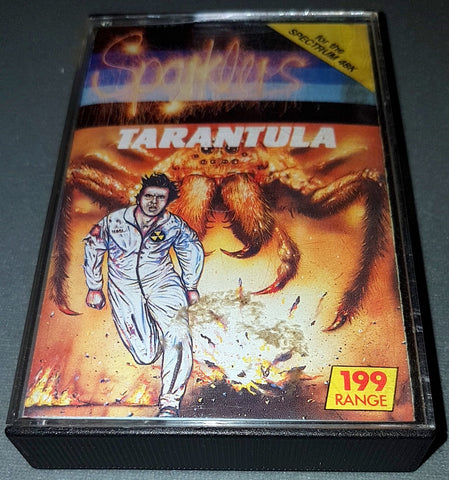 Sparklers
for the
SPECTRUM 48K
TARANTULA
199
RANGE